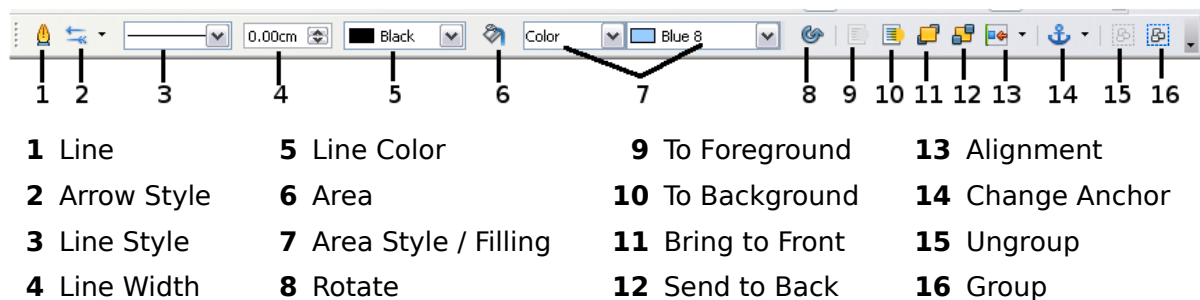 0.00cm Black Color Blue 8
1 2 3 4 5 6 7 8 9 10 11 12 13 14 15 16
1 Line 5 Line Color 9 To Foreground 13 Alignment
2 Arrow Style 6 Area 10 To Background 14 Change Anchor
3 Line Style 7 Area Style / Filling 11 Bring to Front 15 Ungroup
4 Line Width 8 Rotate 12 Send to Back 16 Group